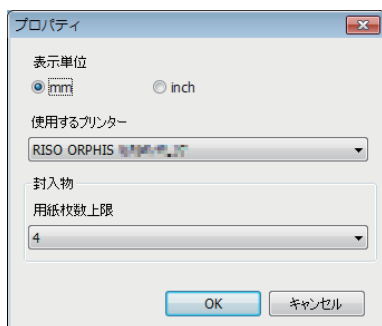 プロパティ
表示単位
mm inch
使用するプリンター
RISO ORPHIS
封入物
用紙枚数上限
4
OK キャンセル